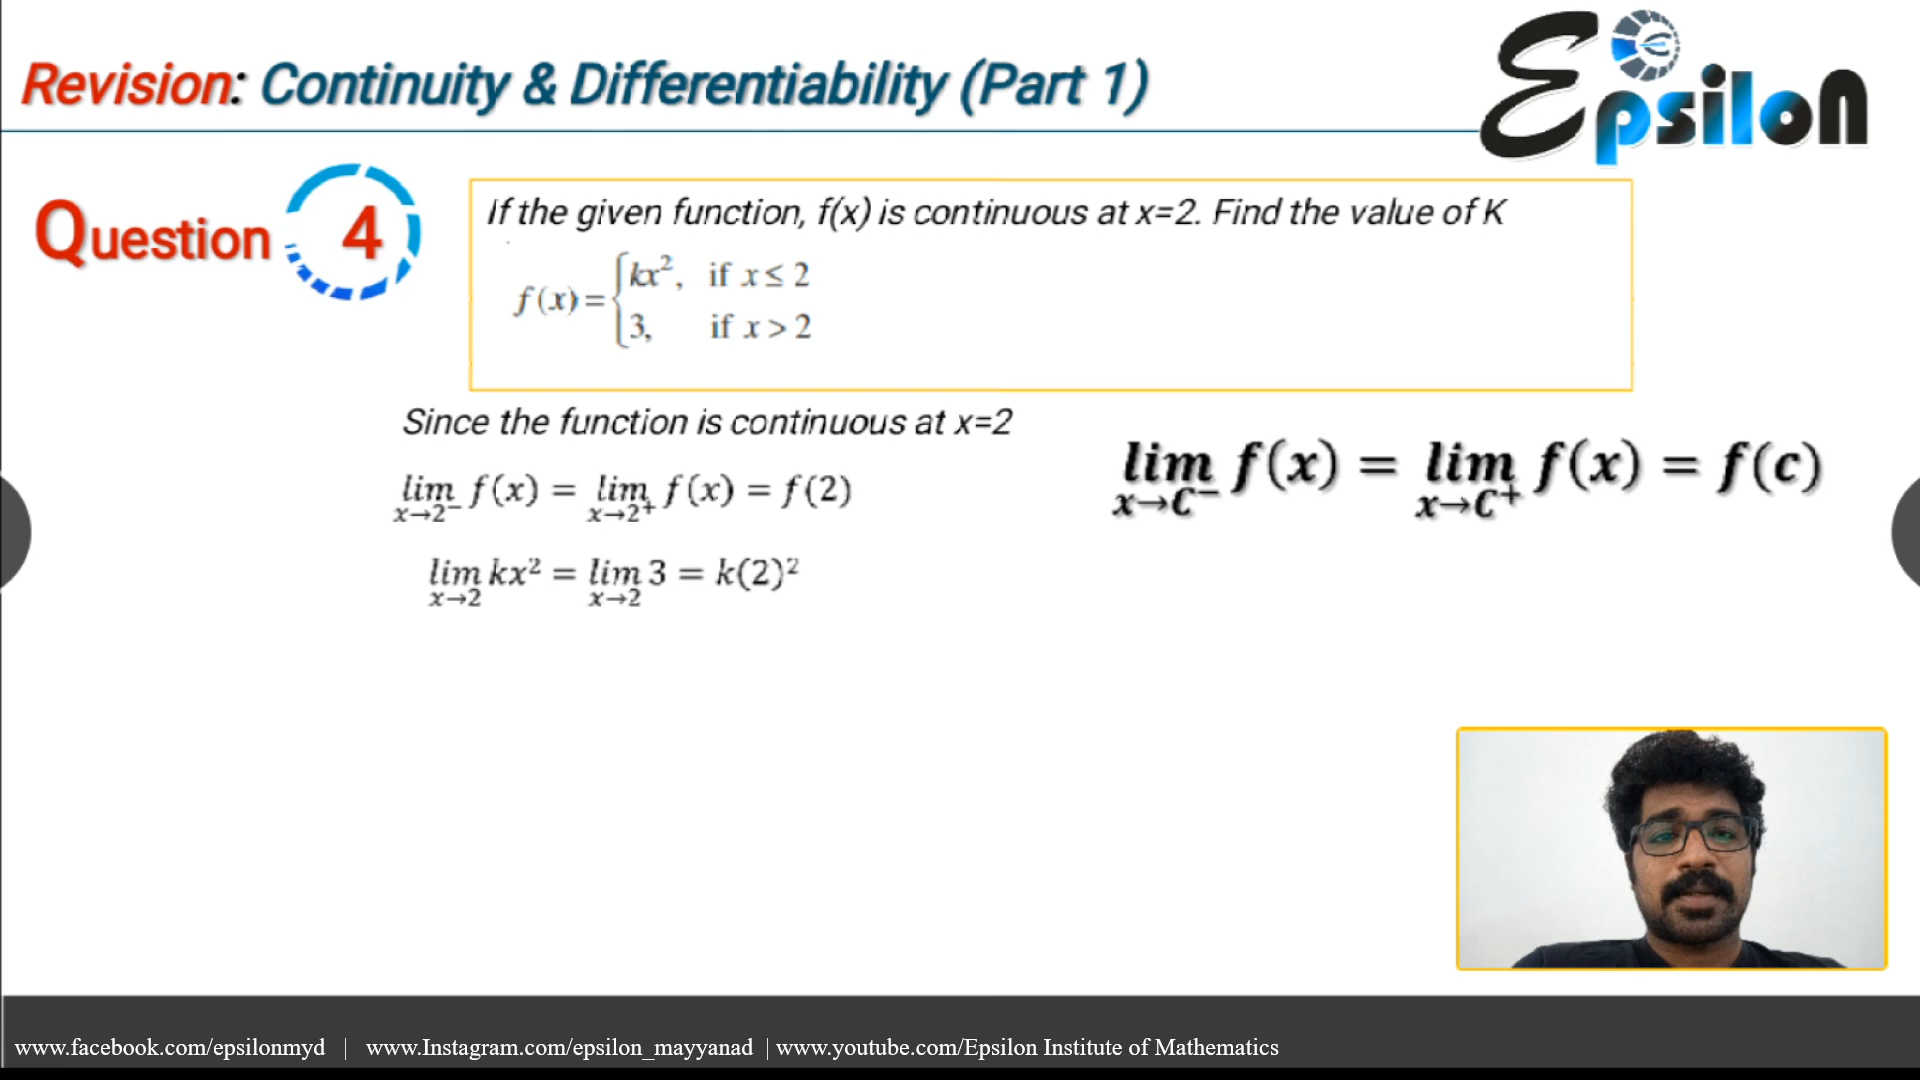 Revision: Continuity & Differentiability (Part 1)
Epsilon
Question 4
If the given function, f(x) is continuous at x=2. Find the value of K
f(x) = { kx², if x ≤ 2
3, if x > 2
Since the function is continuous at x=2
lim x→2⁻ f(x) = lim x→2⁺ f(x) = f(2)
lim x→C⁻ f(x) = lim x→C⁺ f(x) = f(c)
lim x→2 kx² = lim x→2 3 = k(2)²
www.facebook.com/epsilonmyd | www.Instagram.com/epsilon_mayyanad | www.youtube.com/Epsilon Institute of Mathematics